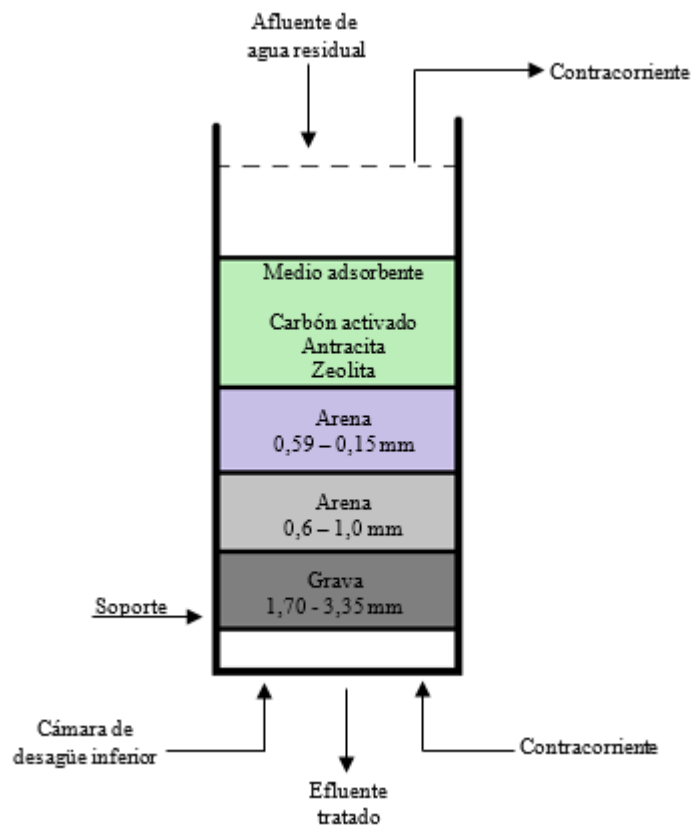 Afluente de
agua residual
Contracorriente
Medio adsorbente
Carbón activado
Antracita
Zeolita
Arena
0,59 – 0,15 mm
Arena
0,6 – 1,0 mm
Grava
1,70 - 3,35 mm
Soporte
Cámara de
desagüe inferior
Contracorriente
Efluente
tratado